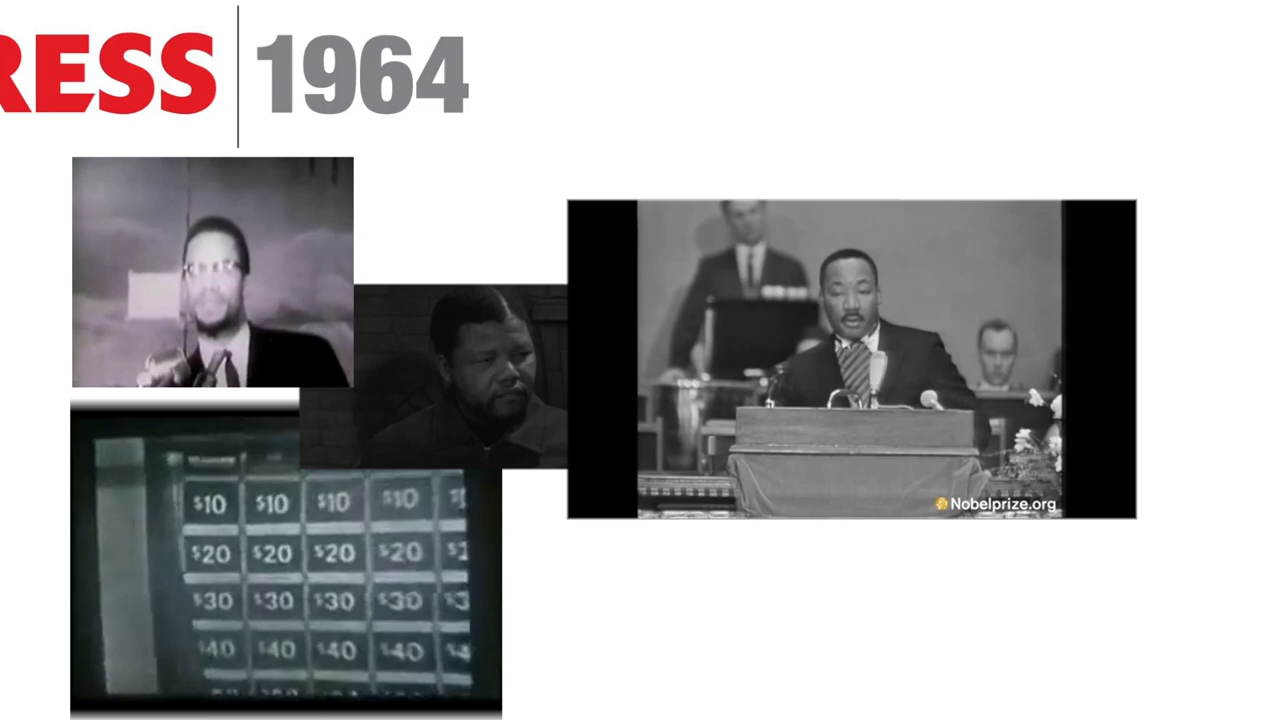 RESS | 1964
$10 $10 $10 $10
$20 $20 $20 $20
$30 $30 $30 $30
$40 $40 $40 $40
Nobelprize.org